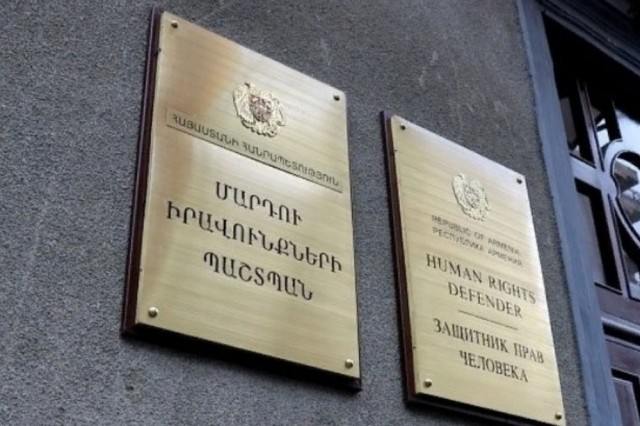 ՀԱՅԱՍՏԱՆԻ ՀԱՆՐԱՊԵՏՈՒԹՅՈՒՆ
ՄԱՐԴՈՒ
ԻՐԱՎՈՒՆՔՆԵՐԻ
ՊԱՇՏՊԱՆ
REPUBLIC OF ARMENIA
РЕСПУБЛИКА АРМЕНИЯ
HUMAN RIGHTS
DEFENDER
ЗАЩИТНИК ПРАВ
ЧЕЛОВЕКА